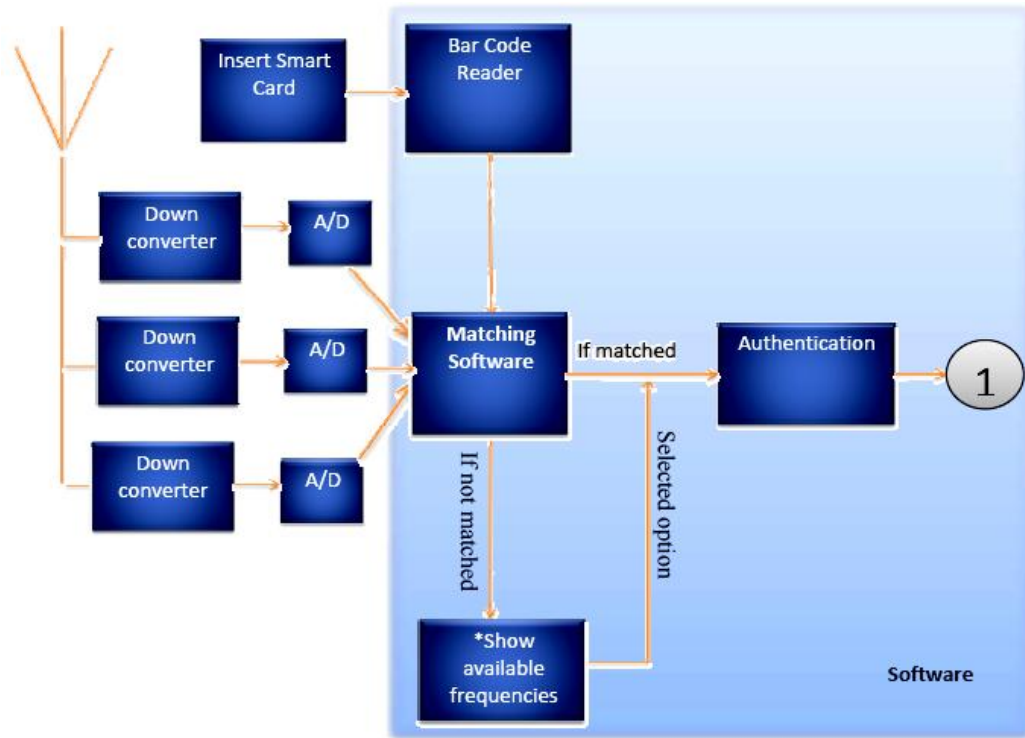 Insert Smart
Card
Bar Code
Reader
Down
converter
A/D
Down
converter
A/D
Down
converter
A/D
Matching
Software
If matched
Authentication
1
If not matched
Selected option
*Show
available
frequencies
Software